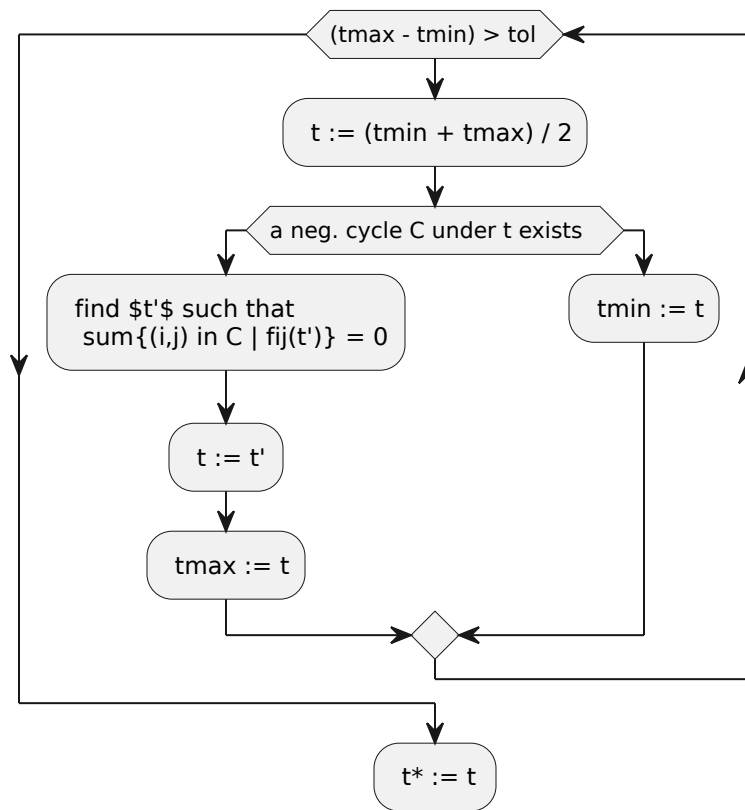 (tmax - tmin) > tol
t := (tmin + tmax) / 2
a neg. cycle C under t exists
find $t'$ such that
sum{(i,j) in C | fij(t')} = 0
tmin := t
t := t'
tmax := t
t* := t